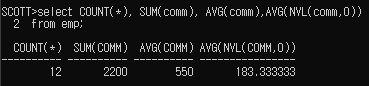 SCOTT>select COUNT(*), SUM(comm), AVG(comm),AVG(NVL(comm,0))
2 from emp;
COUNT(*) SUM(COMM) AVG(COMM) AVG(NVL(COMM,0))
---------- ---------- ---------- ----------------
12 2200 550 183.333333